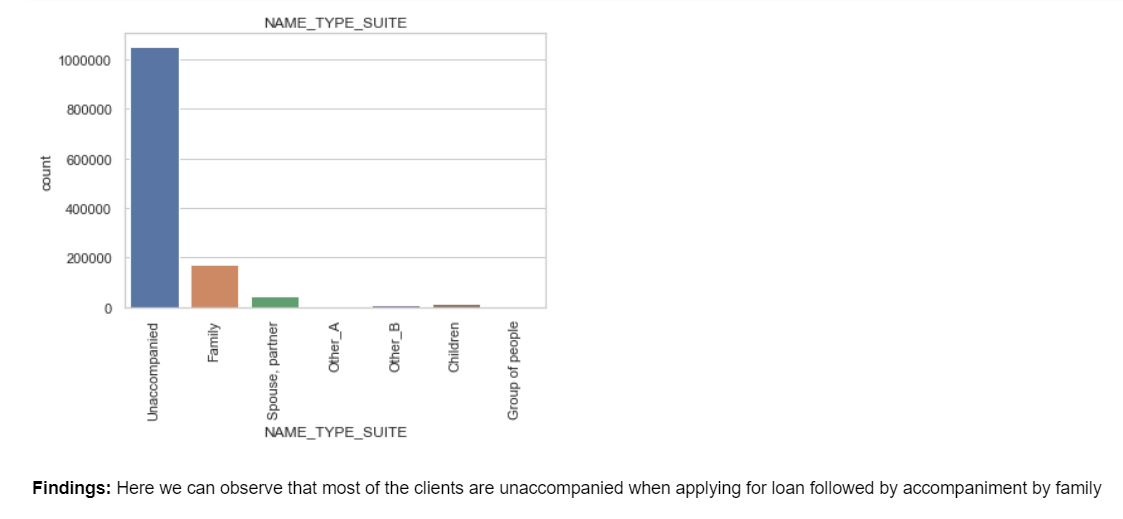 NAME_TYPE_SUITE
1000000
800000
600000
400000
200000
0
count
Unaccompanied
Family
Spouse, partner
Other_A
Other_B
Children
Group of people
NAME_TYPE_SUITE
Findings: Here we can observe that most of the clients are unaccompanied when applying for loan followed by accompaniment by family